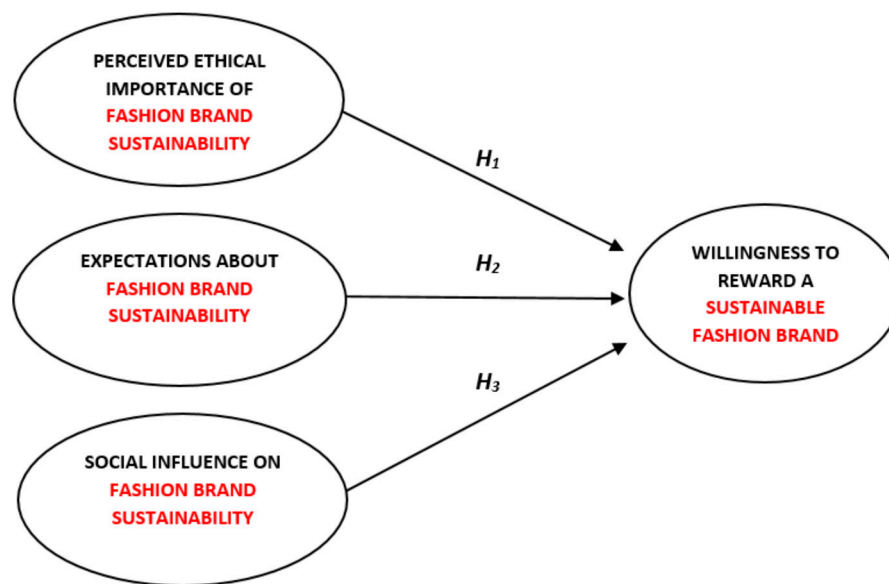 PERCEIVED ETHICAL
IMPORTANCE OF
FASHION BRAND
SUSTAINABILITY
H1
EXPECTATIONS ABOUT
FASHION BRAND
SUSTAINABILITY
H2
WILLINGNESS TO
REWARD A
SUSTAINABLE
FASHION BRAND
H3
SOCIAL INFLUENCE ON
FASHION BRAND
SUSTAINABILITY